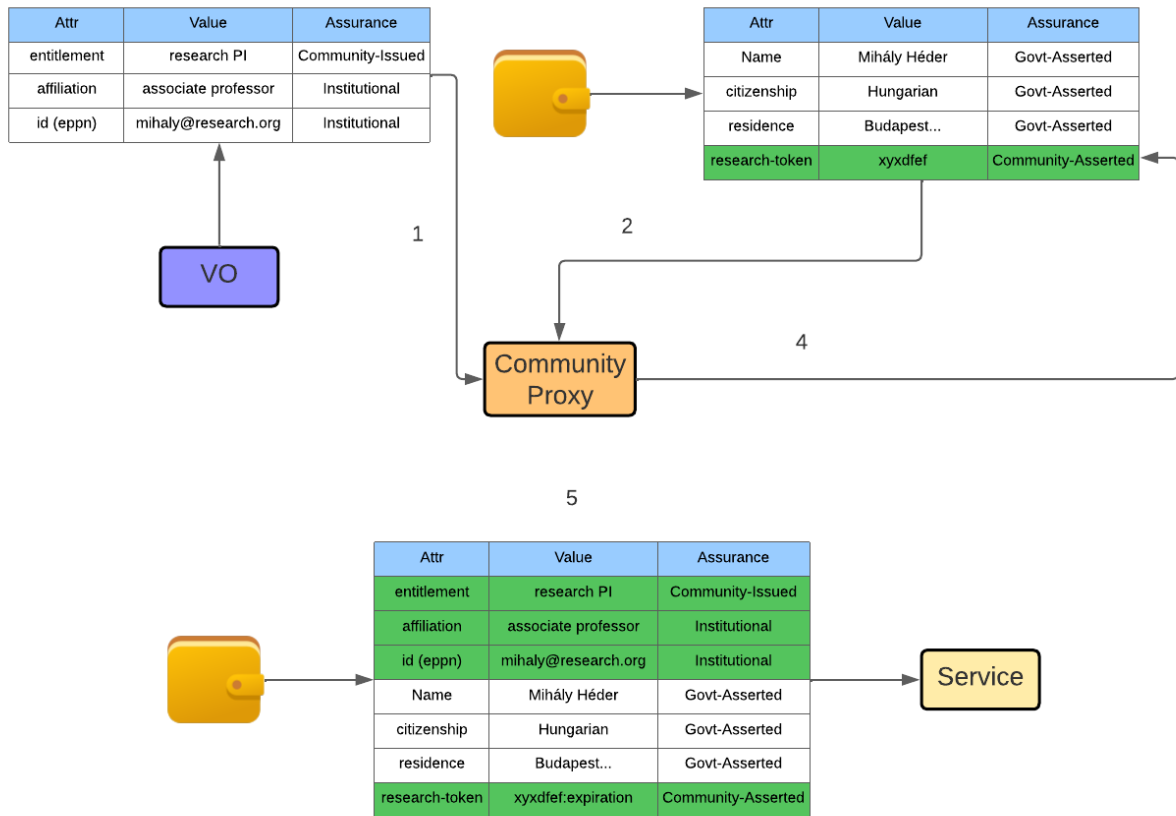 Attr Value Assurance
entitlement research PI Community-Issued
affiliation associate professor Institutional
id (eppn) mihaly@research.org Institutional
Attr Value Assurance
Name Mihály Héder Govt-Asserted
citizenship Hungarian Govt-Asserted
residence Budapest... Govt-Asserted
research-token xyxdfef Community-Asserted
VO
1
2
Community
Proxy
4
5
Attr Value Assurance
entitlement research PI Community-Issued
affiliation associate professor Institutional
id (eppn) mihaly@research.org Institutional
Name Mihály Héder Govt-Asserted
citizenship Hungarian Govt-Asserted
residence Budapest... Govt-Asserted
research-token xyxdfef:expiration Community-Asserted
Service